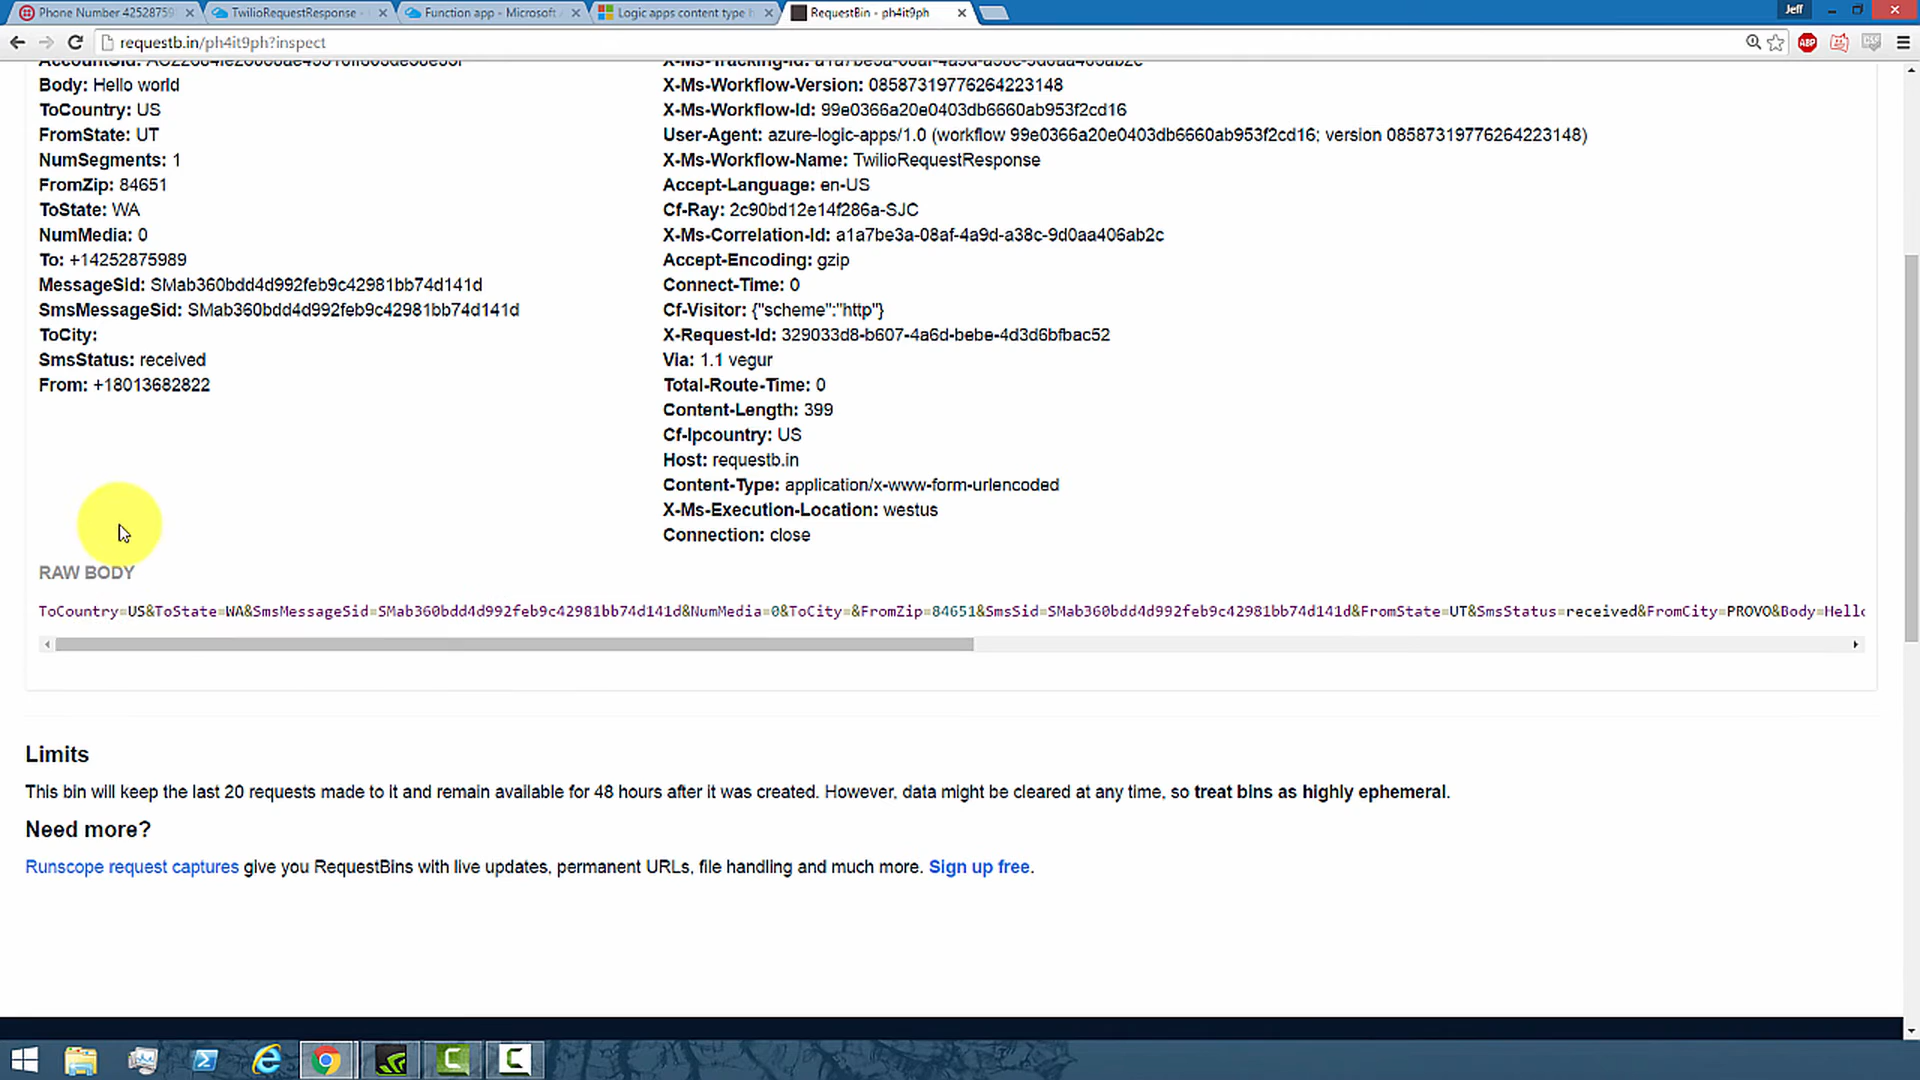 Phone Number 42528759
TwilioRequestResponse -
Function app - Microsoft
Logic apps content type
RequestBin - ph4it9ph
Jeff
requestb.in/ph4it9ph?inspect
ABP
Body: Hello world
ToCountry: US
FromState: UT
NumSegments: 1
FromZip: 84651
ToState: WA
NumMedia: 0
To: +14252875989
MessageSid: SMab360bdd4d992feb9c42981bb74d141d
SmsMessageSid: SMab360bdd4d992feb9c42981bb74d141d
ToCity:
SmsStatus: received
From: +18013682822
X-Ms-Tracking-Id: a1a7be3a-08af-4a9d-a38c-9d0aa406ab2c
X-Ms-Workflow-Version: 08587319776264223148
X-Ms-Workflow-Id: 99e0366a20e0403db6660ab953f2cd16
User-Agent: azure-logic-apps/1.0 (workflow 99e0366a20e0403db6660ab953f2cd16; version 08587319776264223148)
X-Ms-Workflow-Name: TwilioRequestResponse
Accept-Language: en-US
Cf-Ray: 2c90bd12e14f286a-SJC
X-Ms-Correlation-Id: a1a7be3a-08af-4a9d-a38c-9d0aa406ab2c
Accept-Encoding: gzip
Connect-Time: 0
Cf-Visitor: {"scheme":"http"}
X-Request-Id: 329033d8-b607-4a6d-bebe-4d3d6bfbac52
Via: 1.1 vegur
Total-Route-Time: 0
Content-Length: 399
Cf-Ipcountry: US
Host: requestb.in
Content-Type: application/x-www-form-urlencoded
X-Ms-Execution-Location: westus
Connection: close
RAW BODY
ToCountry=US&ToState=WA&SmsMessageSid=SMab360bdd4d992feb9c42981bb74d141d&NumMedia=0&ToCity=&FromZip=84651&SmsSid=SMab360bdd4d992feb9c42981bb74d141d&FromState=UT&SmsStatus=received&FromCity=PROVO&Body=Hello
Limits
This bin will keep the last 20 requests made to it and remain available for 48 hours after it was created. However, data might be cleared at any time, so treat bins as highly ephemeral.
Need more?
Runscope request captures give you RequestBins with live updates, permanent URLs, file handling and much more. Sign up free.